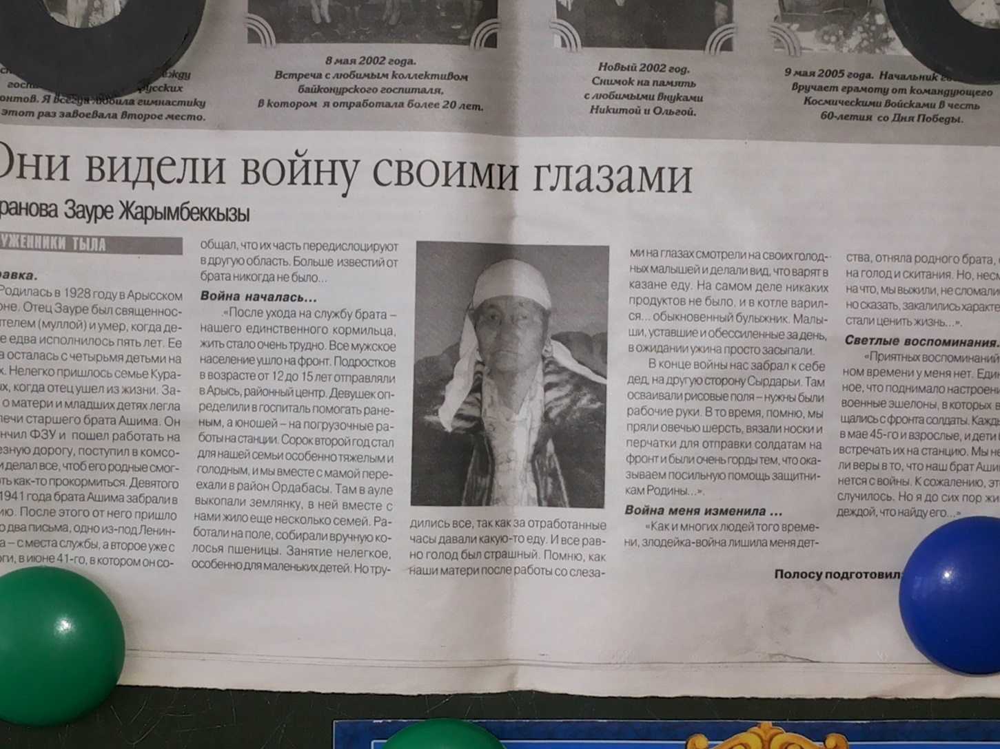 ежду
русских
онтов. Я всегда любила гимнастику
этот раз завоевала второе место.
8 мая 2002 года.
Встреча с любимым коллективом
байконурского госпиталя,
в котором я отработала более 20 лет.
Новый 2002 год.
Снимок на память
с любимыми внуками
Никитой и Ольгой.
9 мая 2005 года. Начальник
вручает грамоту от командующего
Космическими войсками в честь
60-летия со Дня Победы.
Они видели войну своими глазами
ранова Зауре Жарымбеккызы
УЖЕННИКИ ТЫЛА
равка.
Родилась в 1928 году в Арысском
оне. Отец Зауре был священнос-
ителем (муллой) и умер, когда де-
е едва исполнилось пять лет. Ее
а осталась с четырьмя детьми на
х. Нелегко пришлось семье Кура-
ых, когда отец ушел из жизни. За-
о матери и младших детях легла
лечи старшего брата Ашима. Он
нчил ФЗУ и пошел работать на
езную дорогу, поступил в комсо-
и делал все, чтоб его родные смог-
ть как-то прокормиться. Девятого
1941 года брата Ашима забрали в
ию. После этого от него пришло
о два письма, одно из-под Ленин-
а – с места службы, а второе уже с
оги, в июне 41-го, в котором он со-
общал, что их часть передислоцируют
в другую область. Больше известий от
брата никогда не было...
Война началась...
«После ухода на службу брата –
нашего единственного кормильца,
жить стало очень трудно. Все мужское
население ушло на фронт. Подростков
в возрасте от 12 до 15 лет отправляли
в Арысь, районный центр. Девушек оп-
ределили в госпиталь помогать ране-
ным, а юношей – на погрузочные ра-
боты на станции. Сорок второй год стал
для нашей семьи особенно тяжелым и
голодным, и мы вместе с мамой пере-
ехали в район Ордабасы. Там в ауле
выкопали землянку, в ней вместе с
нами жило еще несколько семей. Ра-
ботали на поле, собирали вручную ко-
лосья пшеницы. Занятие нелегкое,
особенно для маленьких детей. Но тру-
дились все, так как за отработанные
часы давали какую-то еду. И все рав-
но голод был страшный. Помню, как
наши матери после работы со слеза-
ми на глазах смотрели на своих голод-
ных малышей и делали вид, что варят в
казане еду. На самом деле никаких
продуктов не было, и в котле варил-
ся... обыкновенный булыжник. Малы-
ши, уставшие и обессиленные за день,
в ожидании ужина просто засыпали.
В конце войны нас забрал к себе
дед, на другую сторону Сырдарьи. Там
осваивали рисовые поля – нужны были
рабочие руки. В то время, помню, мы
пряли овечью шерсть, вязали носки и
перчатки для отправки солдатам на
фронт и были очень горды тем, что ока-
зываем посильную помощь защитни-
кам Родины...».
Война меня изменила ...
«Как и многих людей того време-
ни, злодейка-война лишила меня дет-
ства, отняла родного брата,
на голод и скитания. Но, несм
на что, мы выжили, не сломали
но сказать, закалились характе
стали ценить жизнь...».
Светлые воспоминания.
«Приятных воспоминаний
ном времени у меня нет. Един
ное, что поднимало настроени
военные эшелоны, в которых в
щались с фронта солдаты. Кажды
в мае 45-го и взрослые, и дети
встречать их на станцию. Мы не
ли веры в то, что наш брат Аши
нется с войны. К сожалению, эт
случилось. Но я до сих пор жи
деждой, что найду его...»
Полосу подготовил